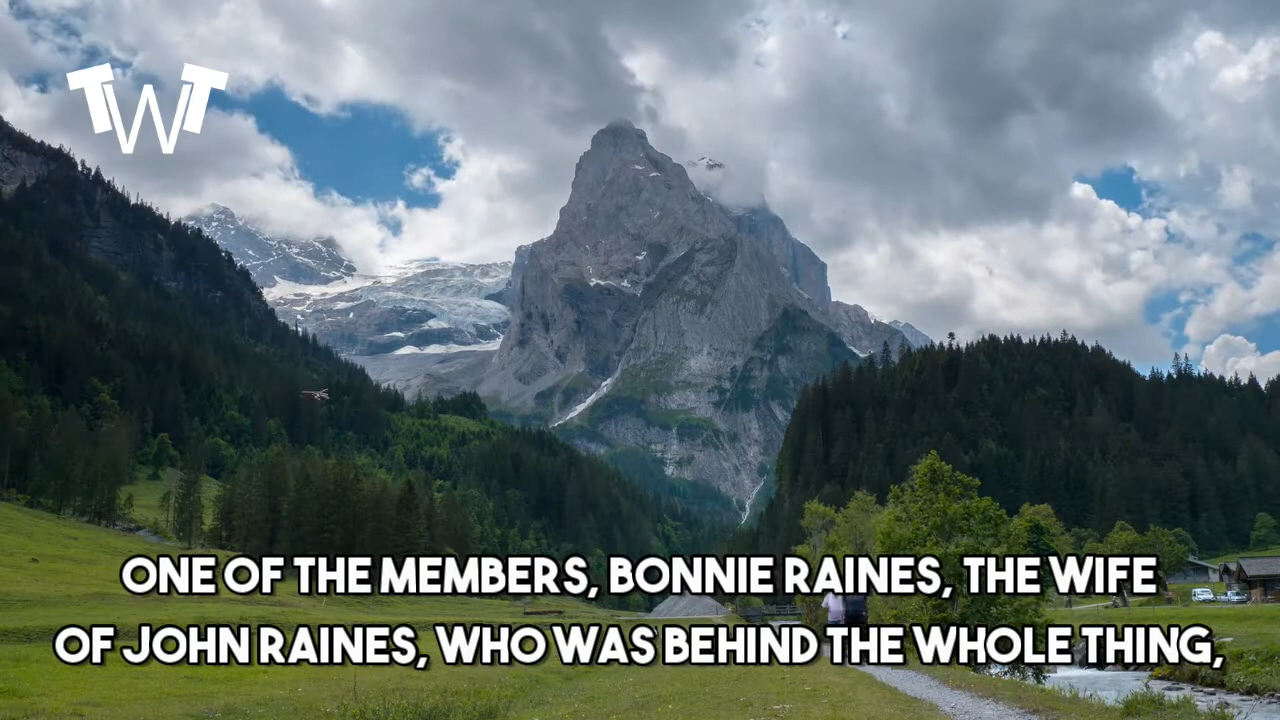 TWT
ONE OF THE MEMBERS, BONNIE RAINES, THE WIFE
OF JOHN RAINES, WHO WAS BEHIND THE WHOLE THING,